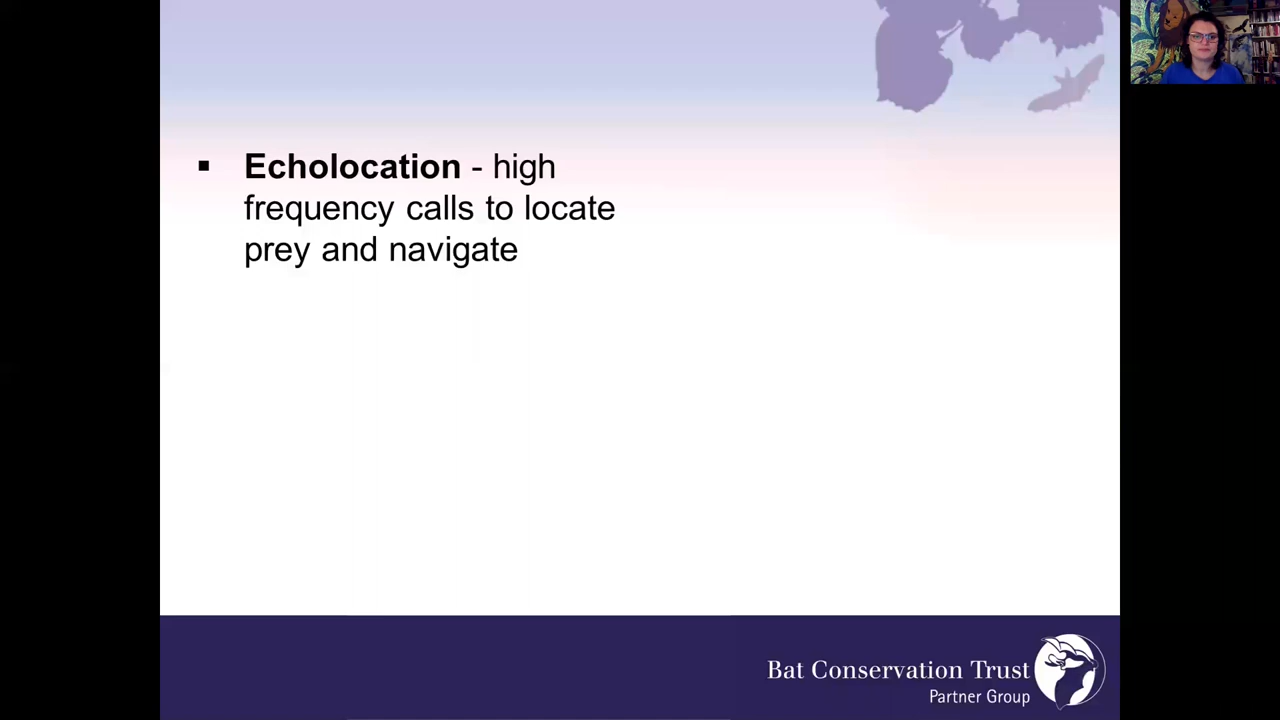 ▪ Echolocation - high
frequency calls to locate
prey and navigate
Bat Conservation Trust
Partner Group